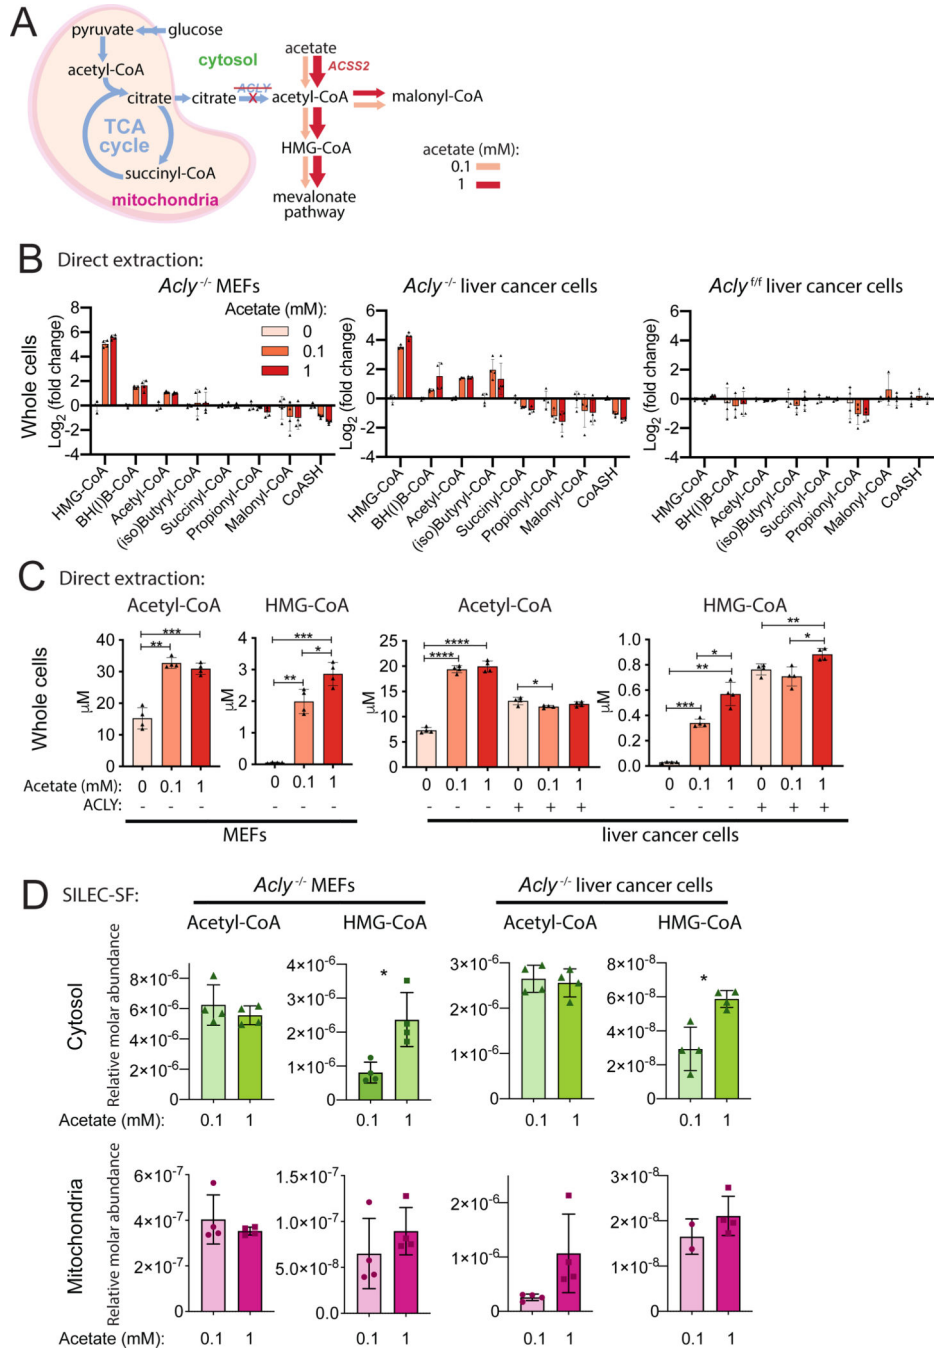 A
pyruvate
glucose
acetyl-CoA
cytosol
acetate
ACSS2
ACLY
citrate
citrate
acetyl-CoA
malonyl-CoA
TCA
cycle
HMG-CoA
acetate (mM):
0.1
1
succinyl-CoA
mitochondria
mevalonate
pathway
B Direct extraction:
Acly -/- MEFs
Acly -/- liver cancer cells
Acly f/f liver cancer cells
Whole cells
Log2 (fold change)
8
6
4
2
0
-2
-4
Acetate (mM):
0
0.1
1
HMG-CoA
BH(I)B-CoA
Acetyl-CoA
(iso)Butyryl-CoA
Succinyl-CoA
Propionyl-CoA
Malonyl-CoA
CoASH
Log2 (fold change)
6
4
2
0
-2
-4
HMG-CoA
BH(I)B-CoA
Acetyl-CoA
(iso)Butyryl-CoA
Succinyl-CoA
Propionyl-CoA
Malonyl-CoA
CoASH
Log2 (fold change)
6
4
2
0
-2
-4
HMG-CoA
BH(I)B-CoA
Acetyl-CoA
(iso)Butyryl-CoA
Succinyl-CoA
Propionyl-CoA
Malonyl-CoA
CoASH
C Direct extraction:
Whole cells
Acetyl-CoA
µM
40
30
20
10
0
***
**
HMG-CoA
µM
4
3
2
1
0
***
*
**
Acetyl-CoA
µM
25
20
15
10
5
0
****
****
*
HMG-CoA
µM
1.0
0.8
0.6
0.4
0.2
0.0
**
*
*
**
***
Acetate (mM): 0 0.1 1 0 0.1 1 0 0.1 1 0 0.1 1 0 0.1 1 0 0.1 1
ACLY: - - - - - - - - - + + + - - - + + +
MEFs
liver cancer cells
D SILEC-SF:
Acly -/- MEFs
Acly -/- liver cancer cells
Acetyl-CoA
HMG-CoA
Acetyl-CoA
HMG-CoA
Cytosol
Relative molar abundance
8×10-6
6×10-6
4×10-6
2×10-6
0
4×10-6
3×10-6
2×10-6
1×10-6
0
*
3×10-6
2×10-6
1×10-6
0
8×10-8
6×10-8
4×10-8
2×10-8
0
*
Acetate (mM): 0.1 1 0.1 1 0.1 1 0.1 1
Mitochondria
Relative molar abundance
6×10-7
4×10-7
2×10-7
0
1.5×10-7
1.0×10-7
5.0×10-8
0.0
2×10-6
1×10-6
0
3×10-8
2×10-8
1×10-8
0
Acetate (mM): 0.1 1 0.1 1 0.1 1 0.1 1